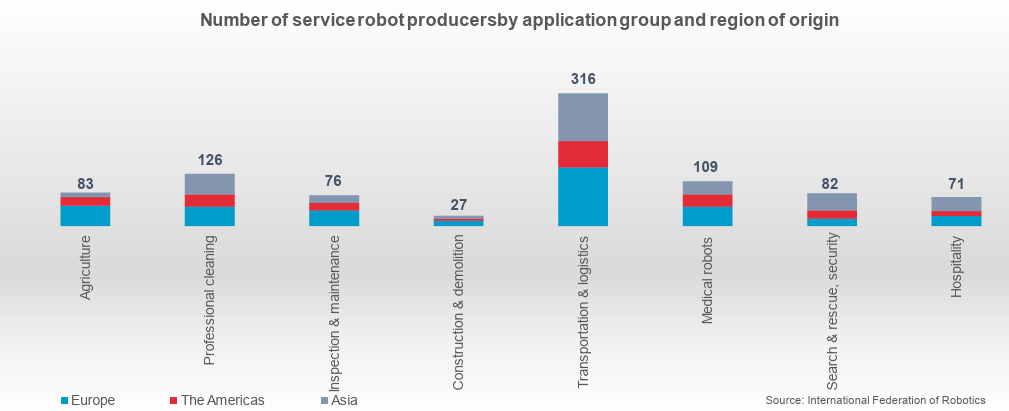 Number of service robot producersby application group and region of origin
316
126
109
83
76
82
71
27
Agriculture
Professional cleaning
Inspection & maintenance
Construction & demolition
Transportation & logistics
Medical robots
Search & rescue, security
Hospitality
Europe
The Americas
Asia
Source: International Federation of Robotics